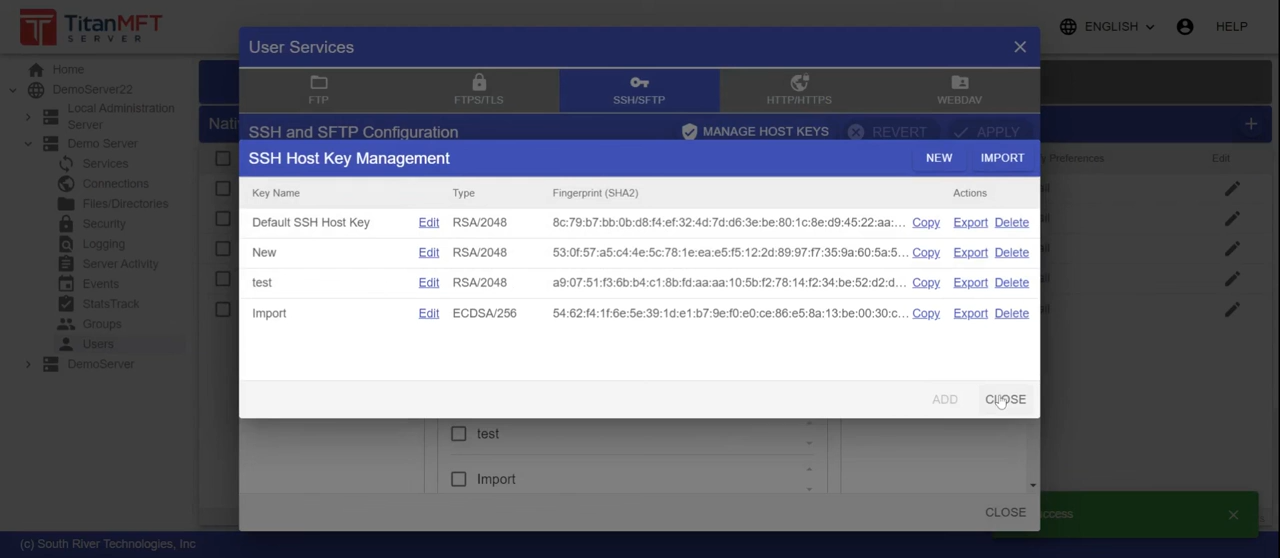 TitanMFT
SERVER
ENGLISH
HELP
User Services
FTP
FTPS/TLS
SSH/SFTP
HTTP/HTTPS
WEBDAV
SSH and SFTP Configuration
MANAGE HOST KEYS
REVERT
APPLY
Home
DemoServer22
Local Administration
Server
Demo Server
Services
Connections
Files/Directories
Security
Logging
Server Activity
Events
StatsTrack
Groups
Users
DemoServer
Preferences
Edit
SSH Host Key Management
NEW
IMPORT
Key Name Type Fingerprint (SHA2) Actions
Default SSH Host Key Edit RSA/2048 8c:79:b7:bb:0b:d8:f4:ef:32:4d:7d:d6:3e:be:80:1c:8e:d9:45:22:aa:... Copy Export Delete
New Edit RSA/2048 53:0f:57:a5:c4:4e:5c:78:1e:ea:e5:f5:12:2d:89:97:f7:35:9a:60:5a:5... Copy Export Delete
test Edit RSA/2048 a9:07:51:f3:6b:b4:c1:8b:fd:aa:aa:10:5b:f2:78:14:f2:34:be:52:d2:d... Copy Export Delete
Import Edit ECDSA/256 54:62:f4:1f:6e:5e:39:1d:e1:b7:9e:f0:e0:ce:86:e5:8a:13:be:00:30:c... Copy Export Delete
ADD
CLOSE
test
Import
CLOSE
(c) South River Technologies, Inc